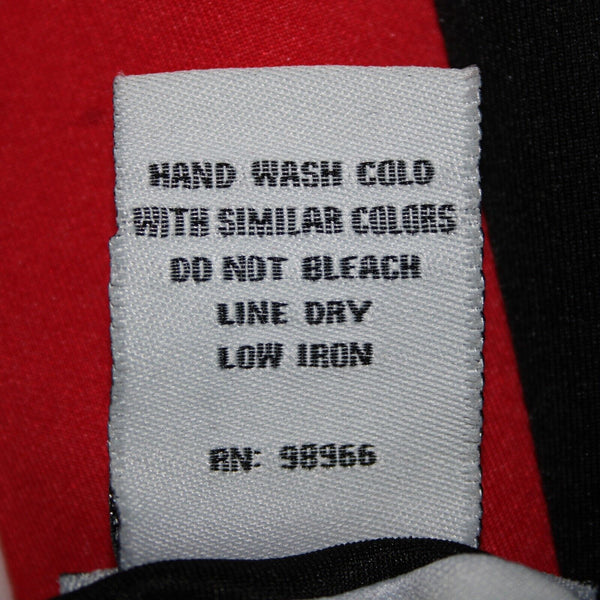 HAND WASH COLD
WITH SIMILAR COLORS
DO NOT BLEACH
LINE DRY
LOW IRON
RN: 98966